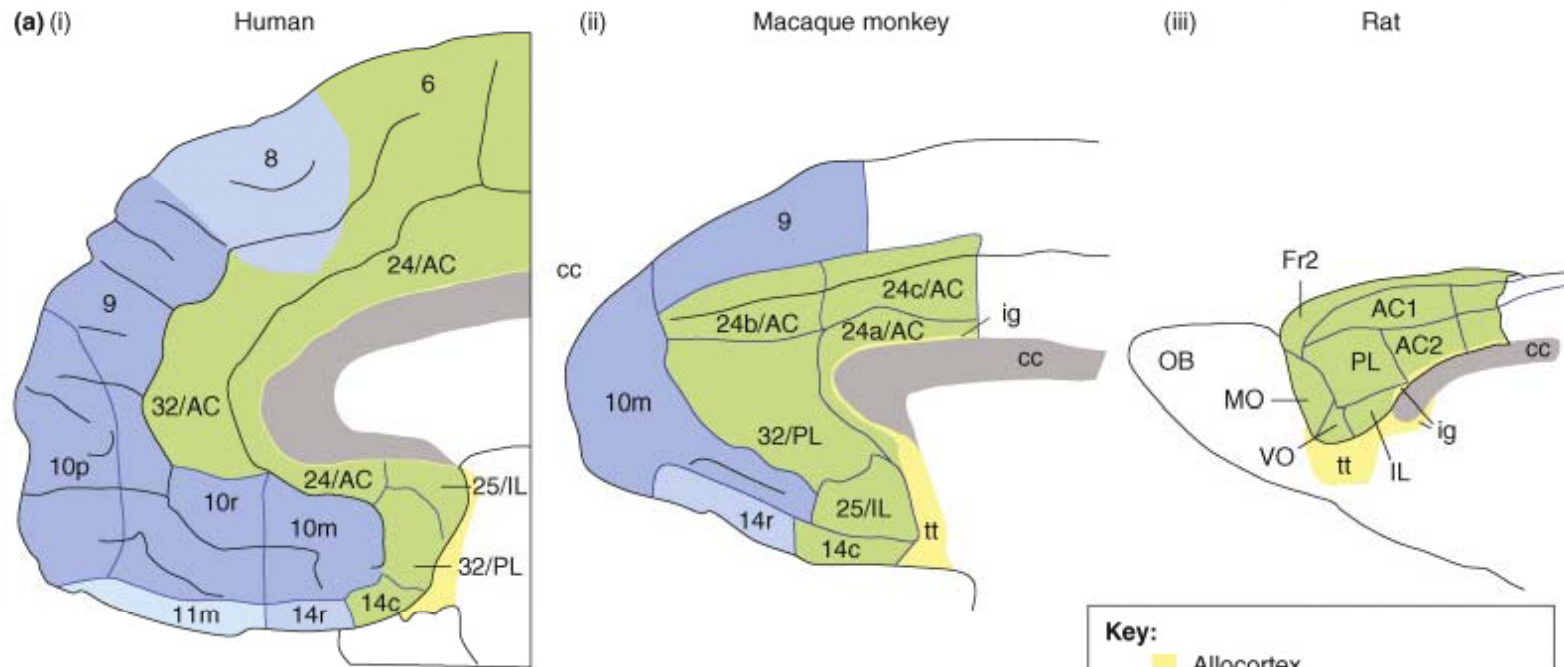 (a) (i) Human
6
8
9
24/AC
32/AC
10p
10r
10m
24/AC
25/IL
32/PL
14c
11m
14r
cc
(ii) Macaque monkey
9
24c/AC
24b/AC
24a/AC
ig
cc
10m
32/PL
25/IL
14r
14c
tt
(iii) Rat
Fr2
AC1
AC2
PL
OB
cc
MO
VO
tt
IL
ig
Key:
Allocortex